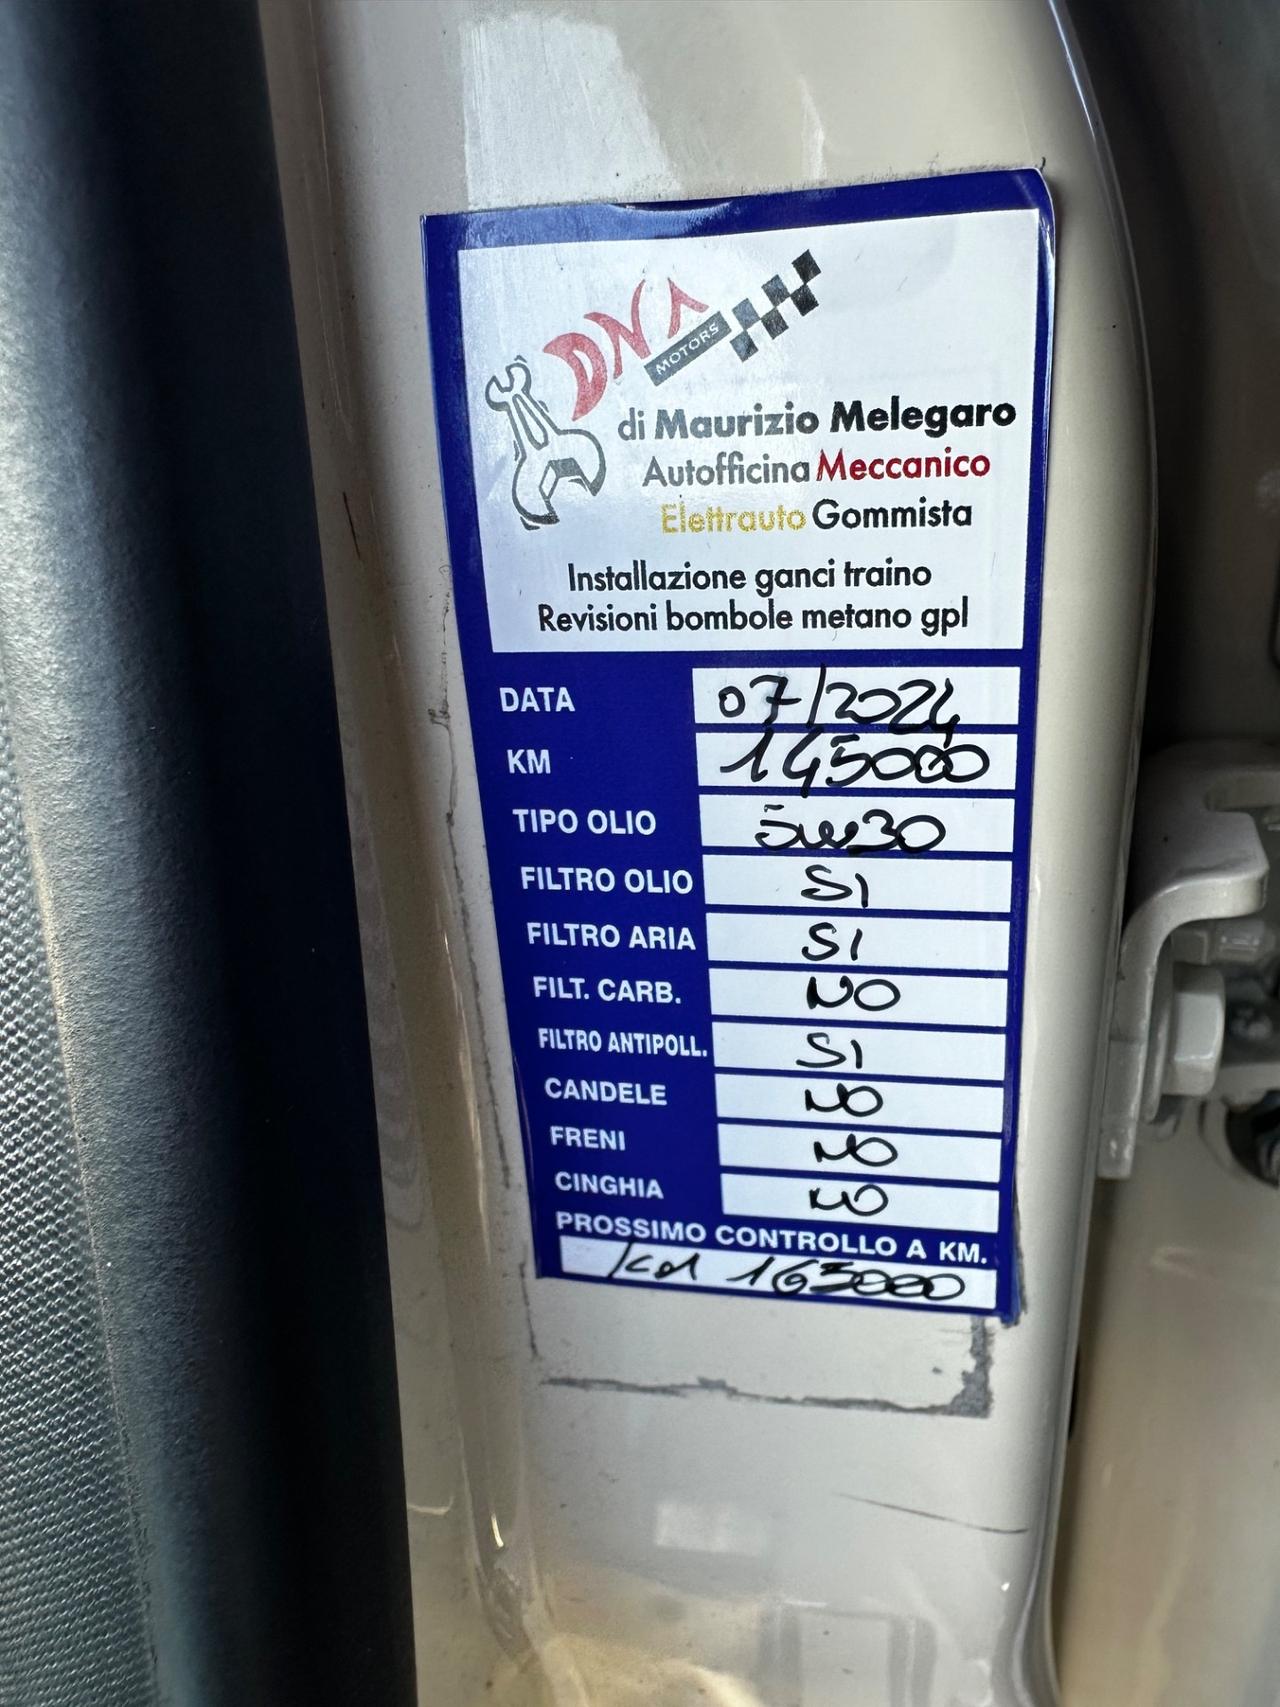 DNA
MOTORS
di Maurizio Melegaro
Autofficina Meccanico
Elettrauto Gommista
Installazione ganci traino
Revisioni bombole metano gpl
DATA 07/2024
KM 145000
TIPO OLIO 5w30
FILTRO OLIO SI
FILTRO ARIA SI
FILT. CARB. NO
FILTRO ANTIPOLL. SI
CANDELE NO
FRENI NO
CINGHIA NO
PROSSIMO CONTROLLO A KM.
165000